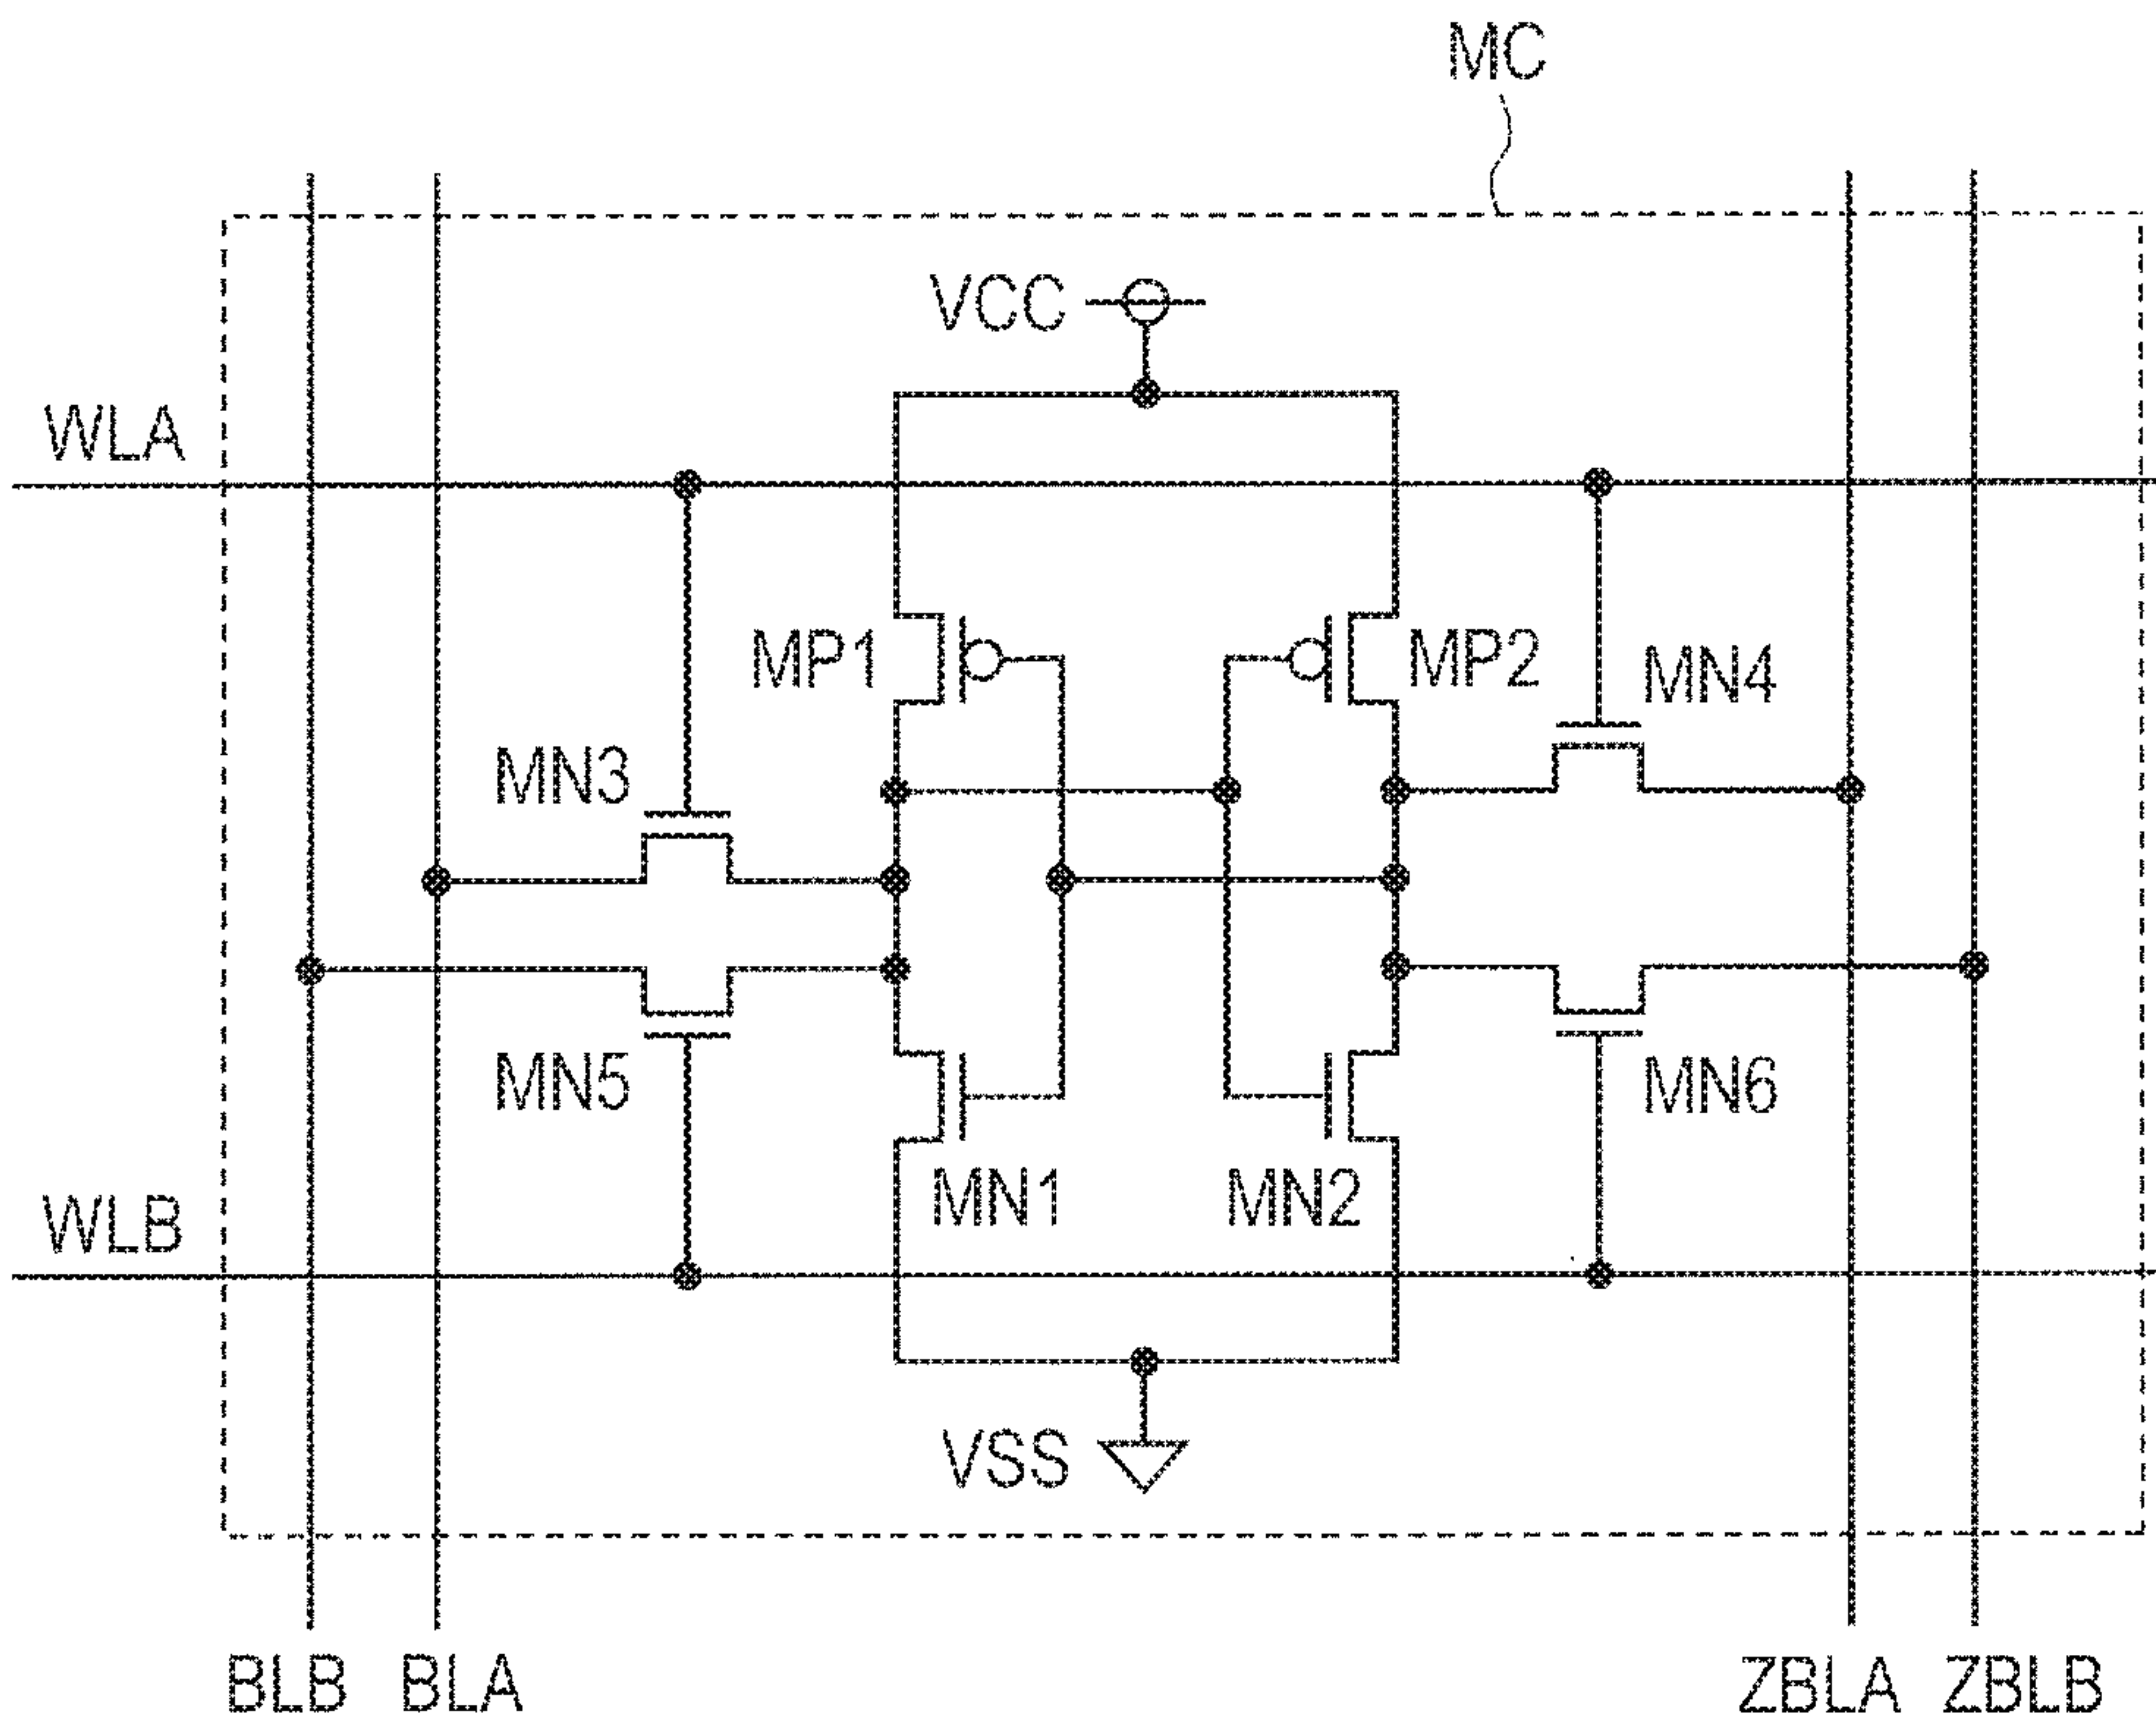 MC
VCC
WLA
MP1
MP2
MN4
MN3
MN5
MN6
MN1
MN2
WLB
VSS
BLB
BLA
ZBLA
ZBLB